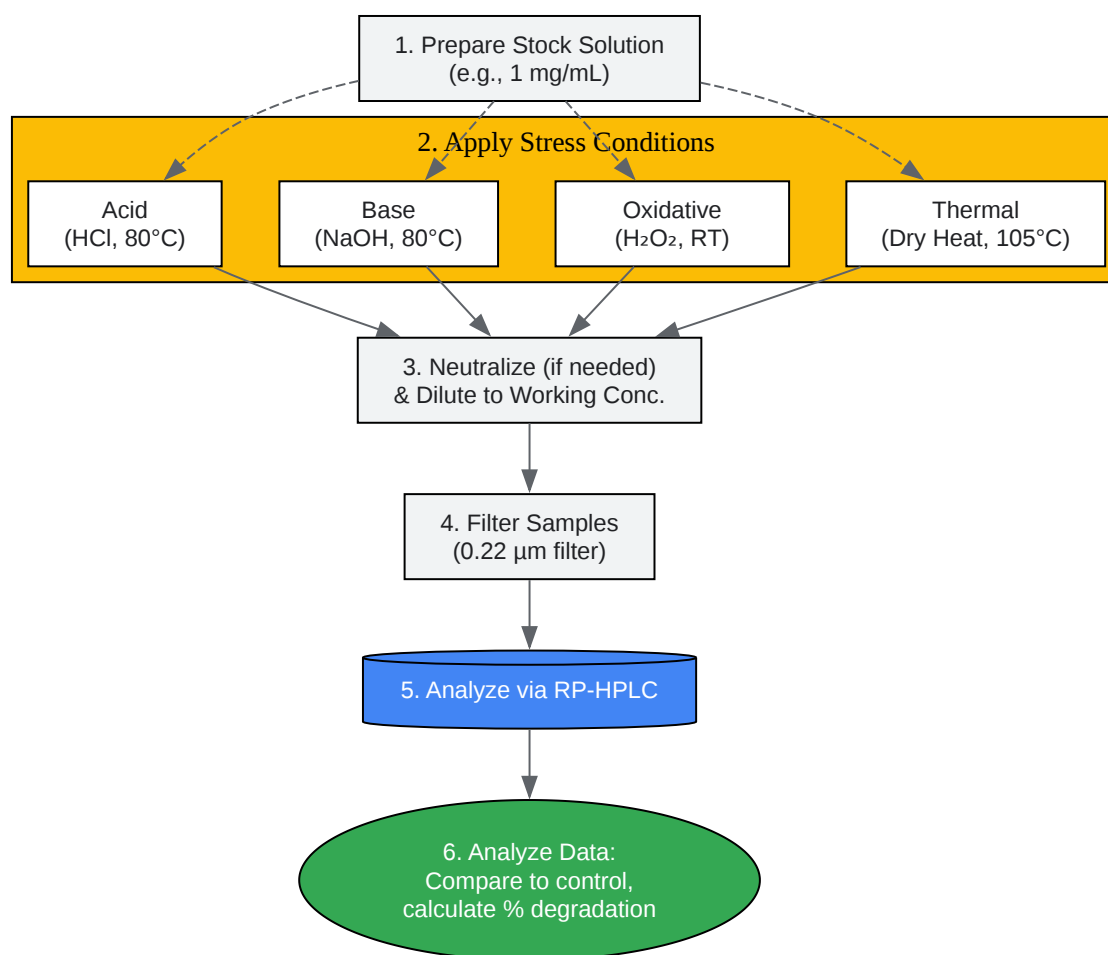 1. Prepare Stock Solution
(e.g., 1 mg/mL)
2. Apply Stress Conditions
Acid
(HCl, 80°C)
Base
(NaOH, 80°C)
Oxidative
(H₂O₂, RT)
Thermal
(Dry Heat, 105°C)
3. Neutralize (if needed)
& Dilute to Working Conc.
4. Filter Samples
(0.22 µm filter)
5. Analyze via RP-HPLC
6. Analyze Data:
Compare to control,
calculate % degradation